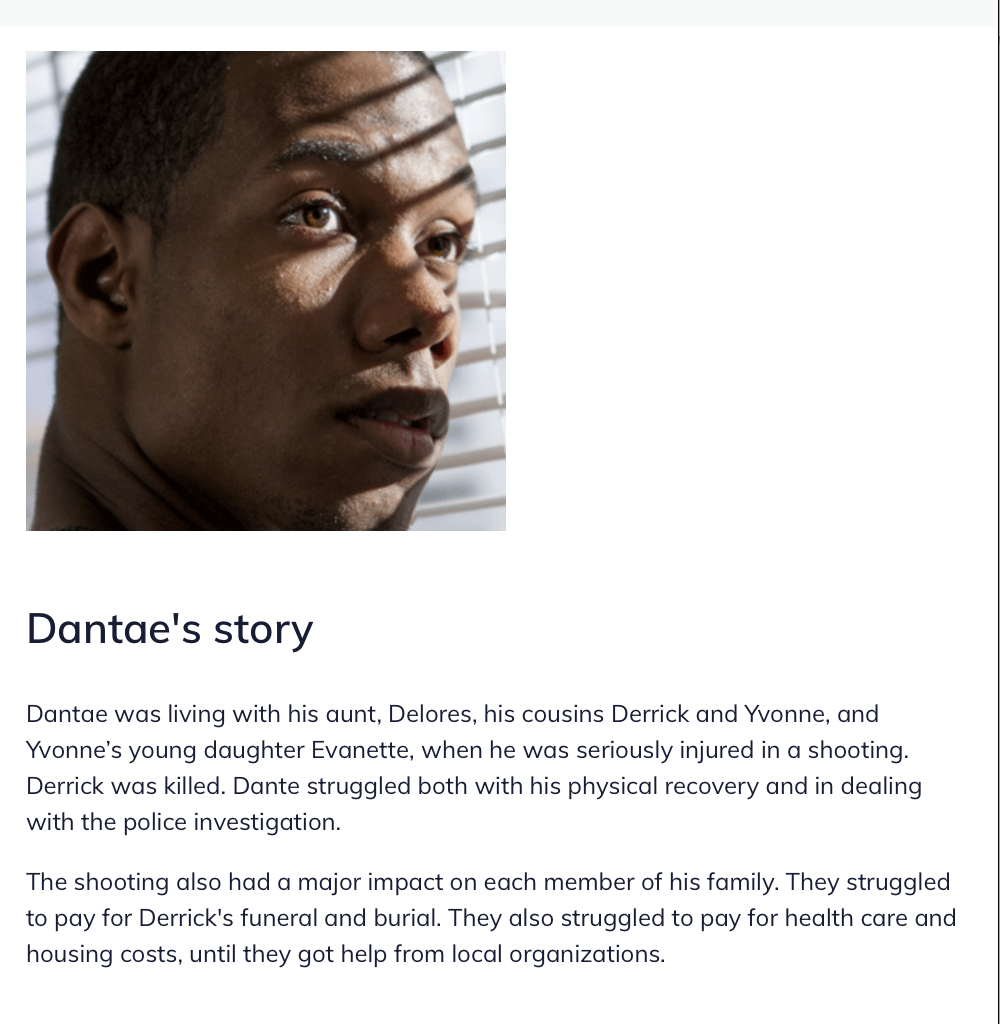 Dantae's story
Dantae was living with his aunt, Delores, his cousins Derrick and Yvonne, and
Yvonne’s young daughter Evanette, when he was seriously injured in a shooting.
Derrick was killed. Dante struggled both with his physical recovery and in dealing
with the police investigation.
The shooting also had a major impact on each member of his family. They struggled
to pay for Derrick's funeral and burial. They also struggled to pay for health care and
housing costs, until they got help from local organizations.